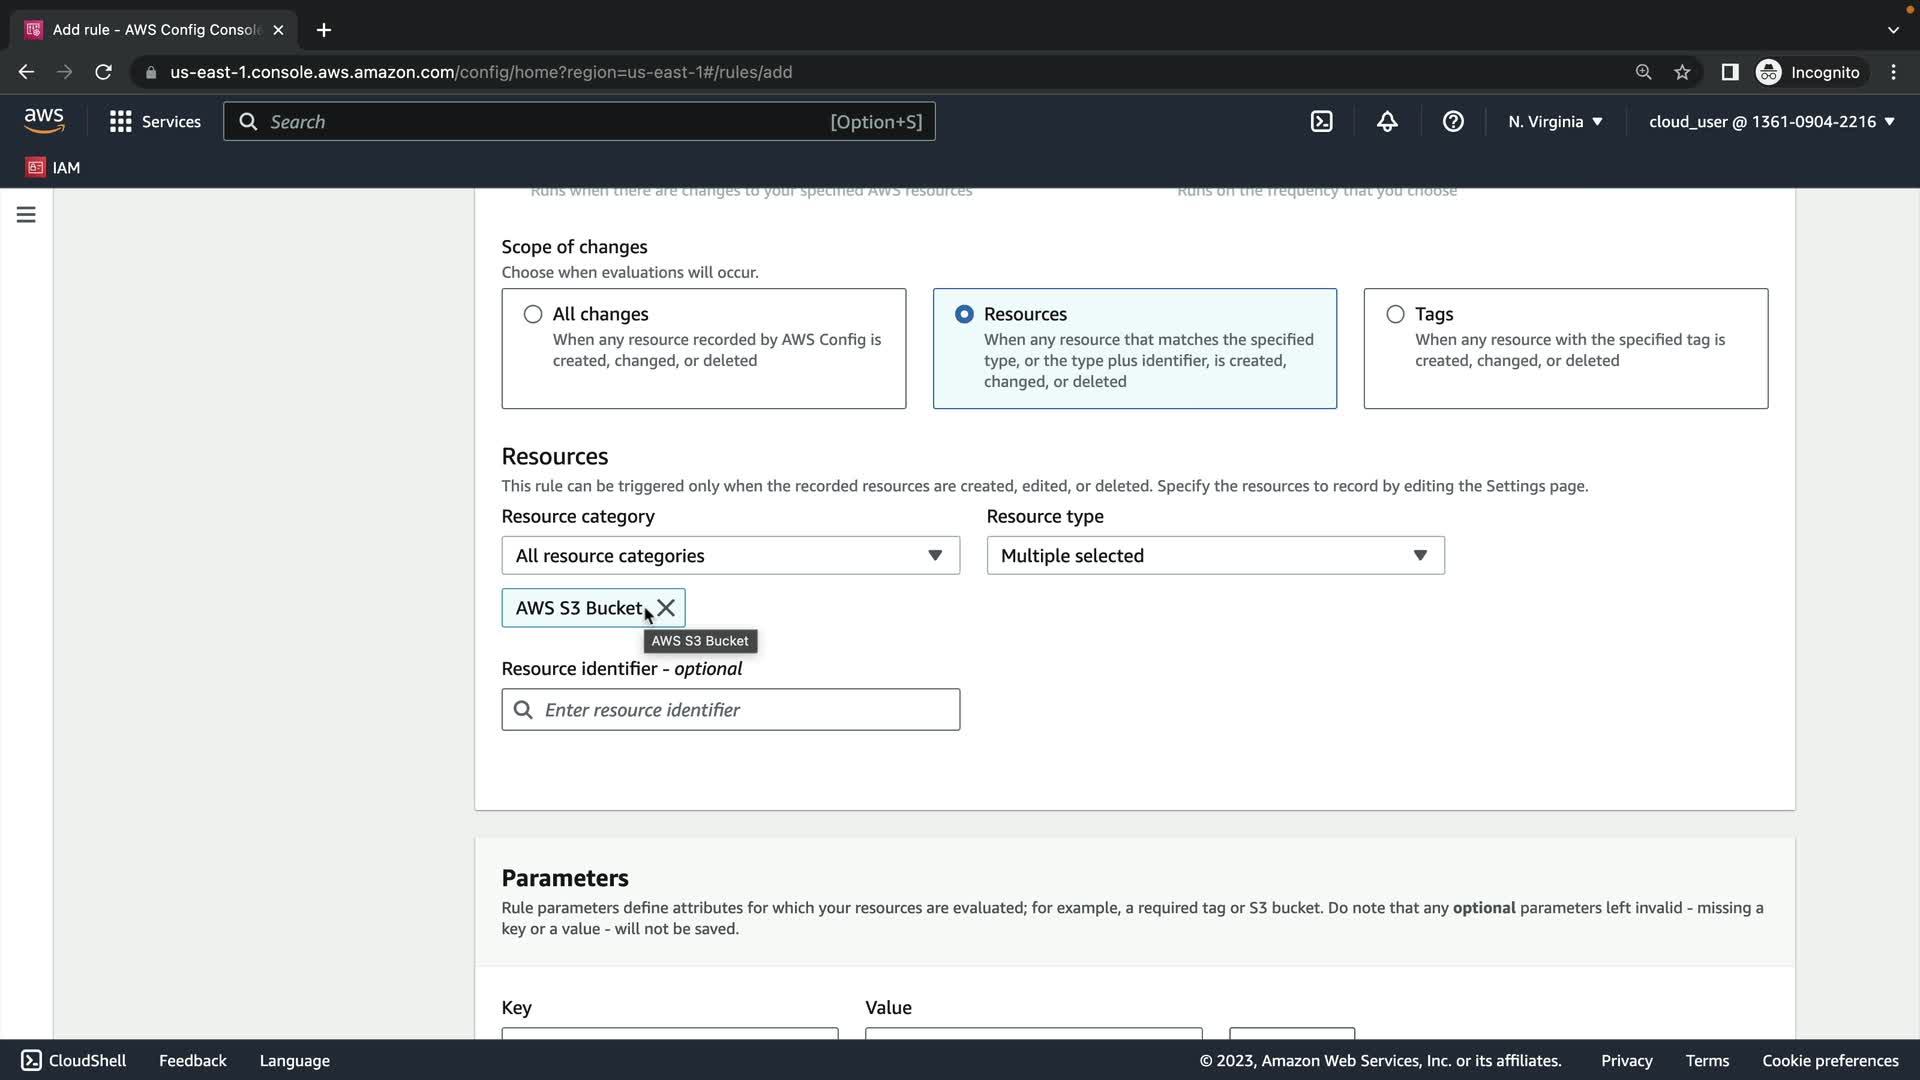 Add rule - AWS Config Console
us-east-1.console.aws.amazon.com/config/home?region=us-east-1#/rules/add
Incognito
aws
Services
Search
[Option+S]
N. Virginia
cloud_user @ 1361-0904-2216
IAM
Runs when there are changes to your specified AWS resources
Runs on the frequency that you choose
Scope of changes
Choose when evaluations will occur.
All changes
When any resource recorded by AWS Config is
created, changed, or deleted
Resources
When any resource that matches the specified
type, or the type plus identifier, is created,
changed, or deleted
Tags
When any resource with the specified tag is
created, changed, or deleted
Resources
This rule can be triggered only when the recorded resources are created, edited, or deleted. Specify the resources to record by editing the Settings page.
Resource category
Resource type
All resource categories
Multiple selected
AWS S3 Bucket
AWS S3 Bucket
Resource identifier - optional
Enter resource identifier
Parameters
Rule parameters define attributes for which your resources are evaluated; for example, a required tag or S3 bucket. Do note that any optional parameters left invalid - missing a
key or a value - will not be saved.
Key
Value
CloudShell
Feedback
Language
© 2023, Amazon Web Services, Inc. or its affiliates.
Privacy
Terms
Cookie preferences